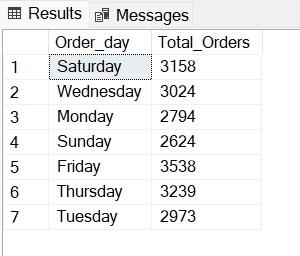 Results Messages
Order_day Total_Orders
1 Saturday 3158
2 Wednesday 3024
3 Monday 2794
4 Sunday 2624
5 Friday 3538
6 Thursday 3239
7 Tuesday 2973